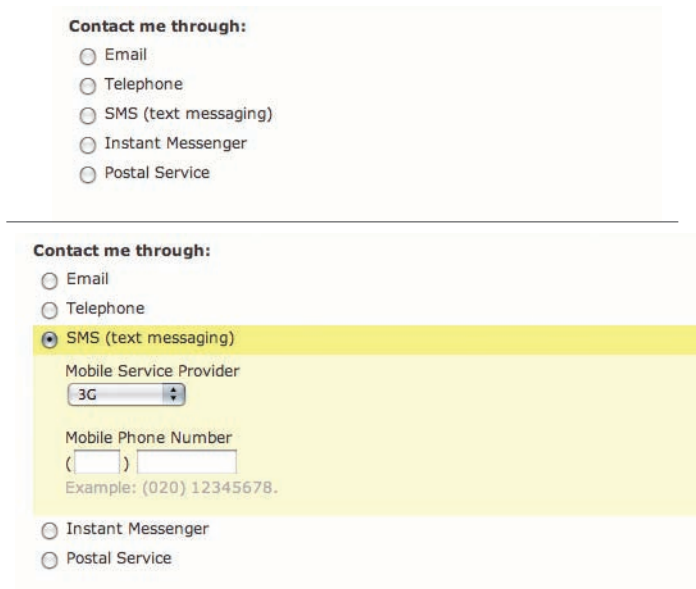 Contact me through:
Email
Telephone
SMS (text messaging)
Instant Messenger
Postal Service
Contact me through:
Email
Telephone
SMS (text messaging)
Mobile Service Provider
3G
Mobile Phone Number
( )
Example: (020) 12345678.
Instant Messenger
Postal Service